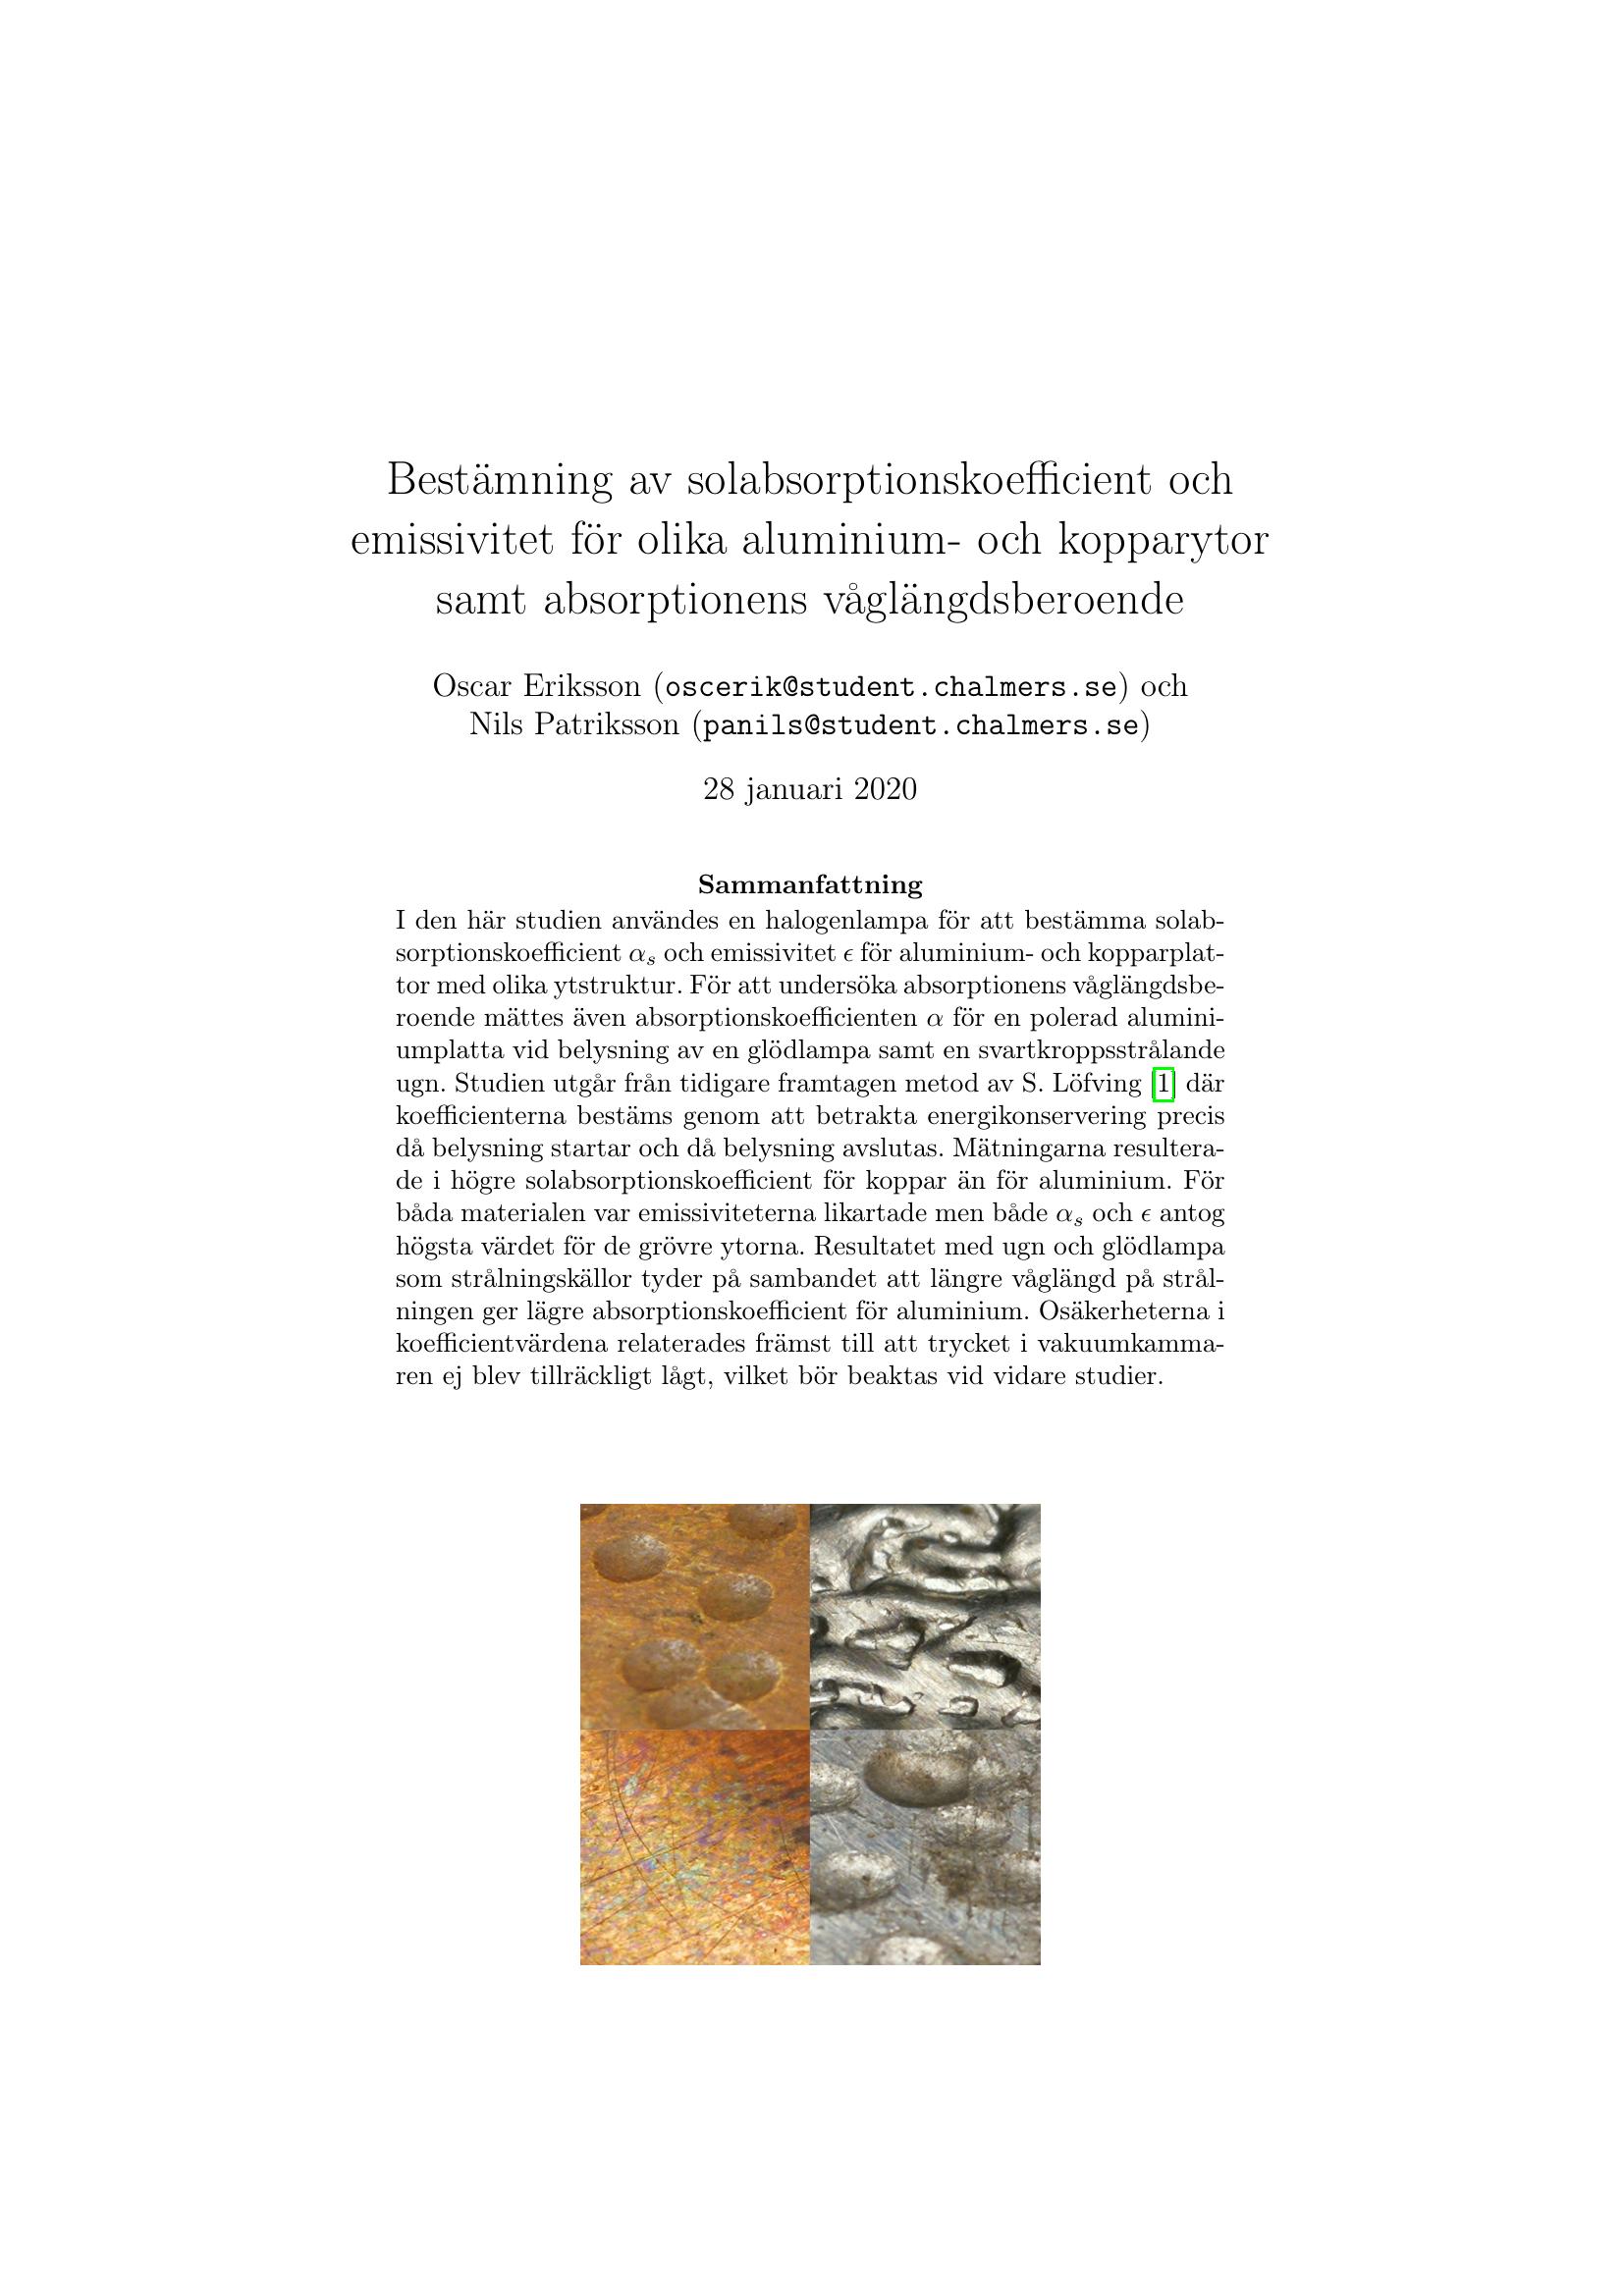 Bestämning av solabsorptionskoefficient och
emissivitet för olika aluminium- och kopparytor
samt absorptionens våglängdsberoende
Oscar Eriksson (oscerik@student.chalmers.se) och
Nils Patriksson (panils@student.chalmers.se)
28 januari 2020
Sammanfattning
I den här studien användes en halogenlampa för att bestämma solab-
sorptionskoefficient αₛ och emissivitet ϵ för aluminium- och kopparplat-
tor med olika ytstruktur. För att undersöka absorptionens våglängdsbe-
roende mättes även absorptionskoefficienten α för en polerad alumini-
umplatta vid belysning av en glödlampa samt en svartkroppsstrålande
ugn. Studien utgår från tidigare framtagen metod av S. Löfving [1] där
koefficienterna bestäms genom att betrakta energikonservering precis
då belysning startar och då belysning avslutas. Mätningarna resultera-
de i högre solabsorptionskoefficient för koppar än för aluminium. För
båda materialen var emissiviteterna likartade men både αₛ och ϵ antog
högsta värdet för de grövre ytorna. Resultatet med ugn och glödlampa
som strålningskällor tyder på sambandet att längre våglängd på strål-
ningen ger lägre absorptionskoefficient för aluminium. Osäkerheterna i
koefficientvärdena relaterades främst till att trycket i vakuumkamma-
ren ej blev tillräckligt lågt, vilket bör beaktas vid vidare studier.